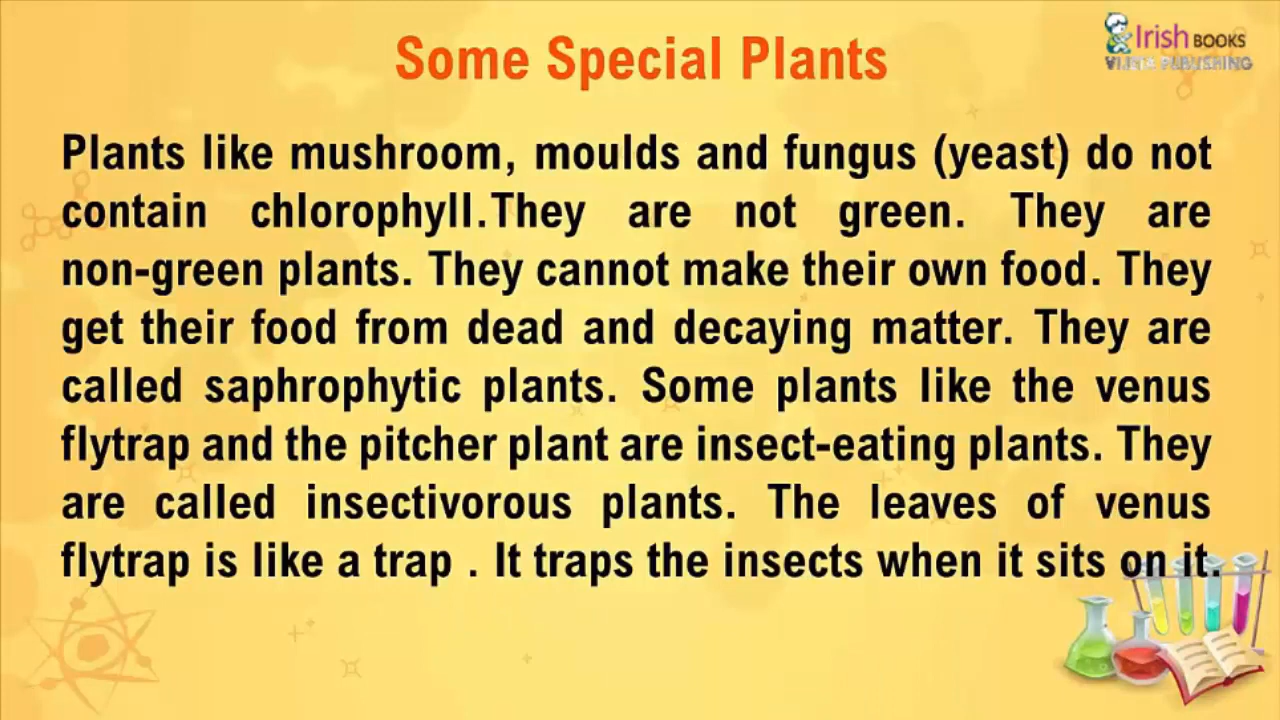 Irish BOOKS
VIJETA PUBLISHING
Some Special Plants
Plants like mushroom, moulds and fungus (yeast) do not
contain chlorophyll.They are not green. They are
non-green plants. They cannot make their own food. They
get their food from dead and decaying matter. They are
called saphrophytic plants. Some plants like the venus
flytrap and the pitcher plant are insect-eating plants. They
are called insectivorous plants. The leaves of venus
flytrap is like a trap . It traps the insects when it sits on it.